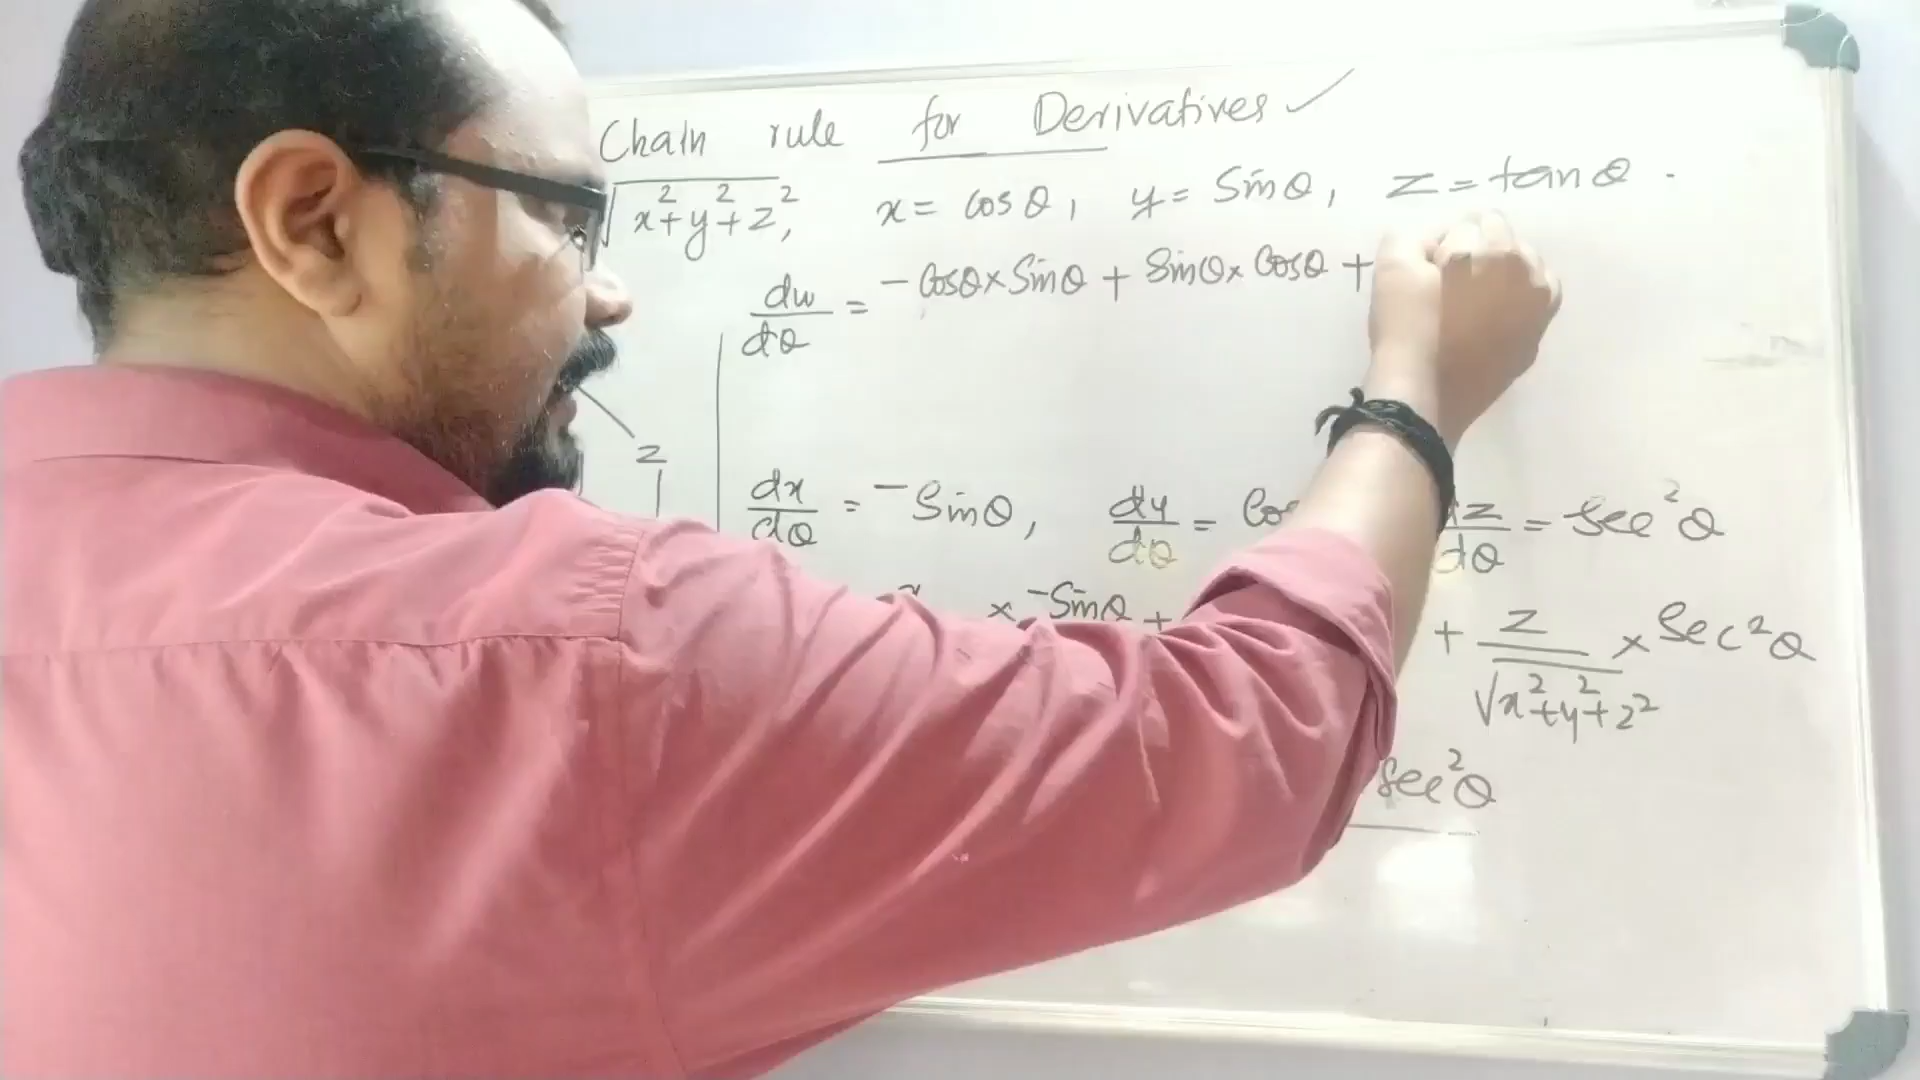 Chain rule for Derivatives ✓
√x²+y²+z², x = cosθ, y = Sinθ, z = tanθ.
dw/dθ = -Cosθ×Sinθ + Sinθ× Cosθ +
z
dx/dθ = -Sinθ, dy/dθ = Cos dz/dθ = Sec²θ
× -Sinθ + + z/√x²+y²+z² × Sec²θ
Sec²θ